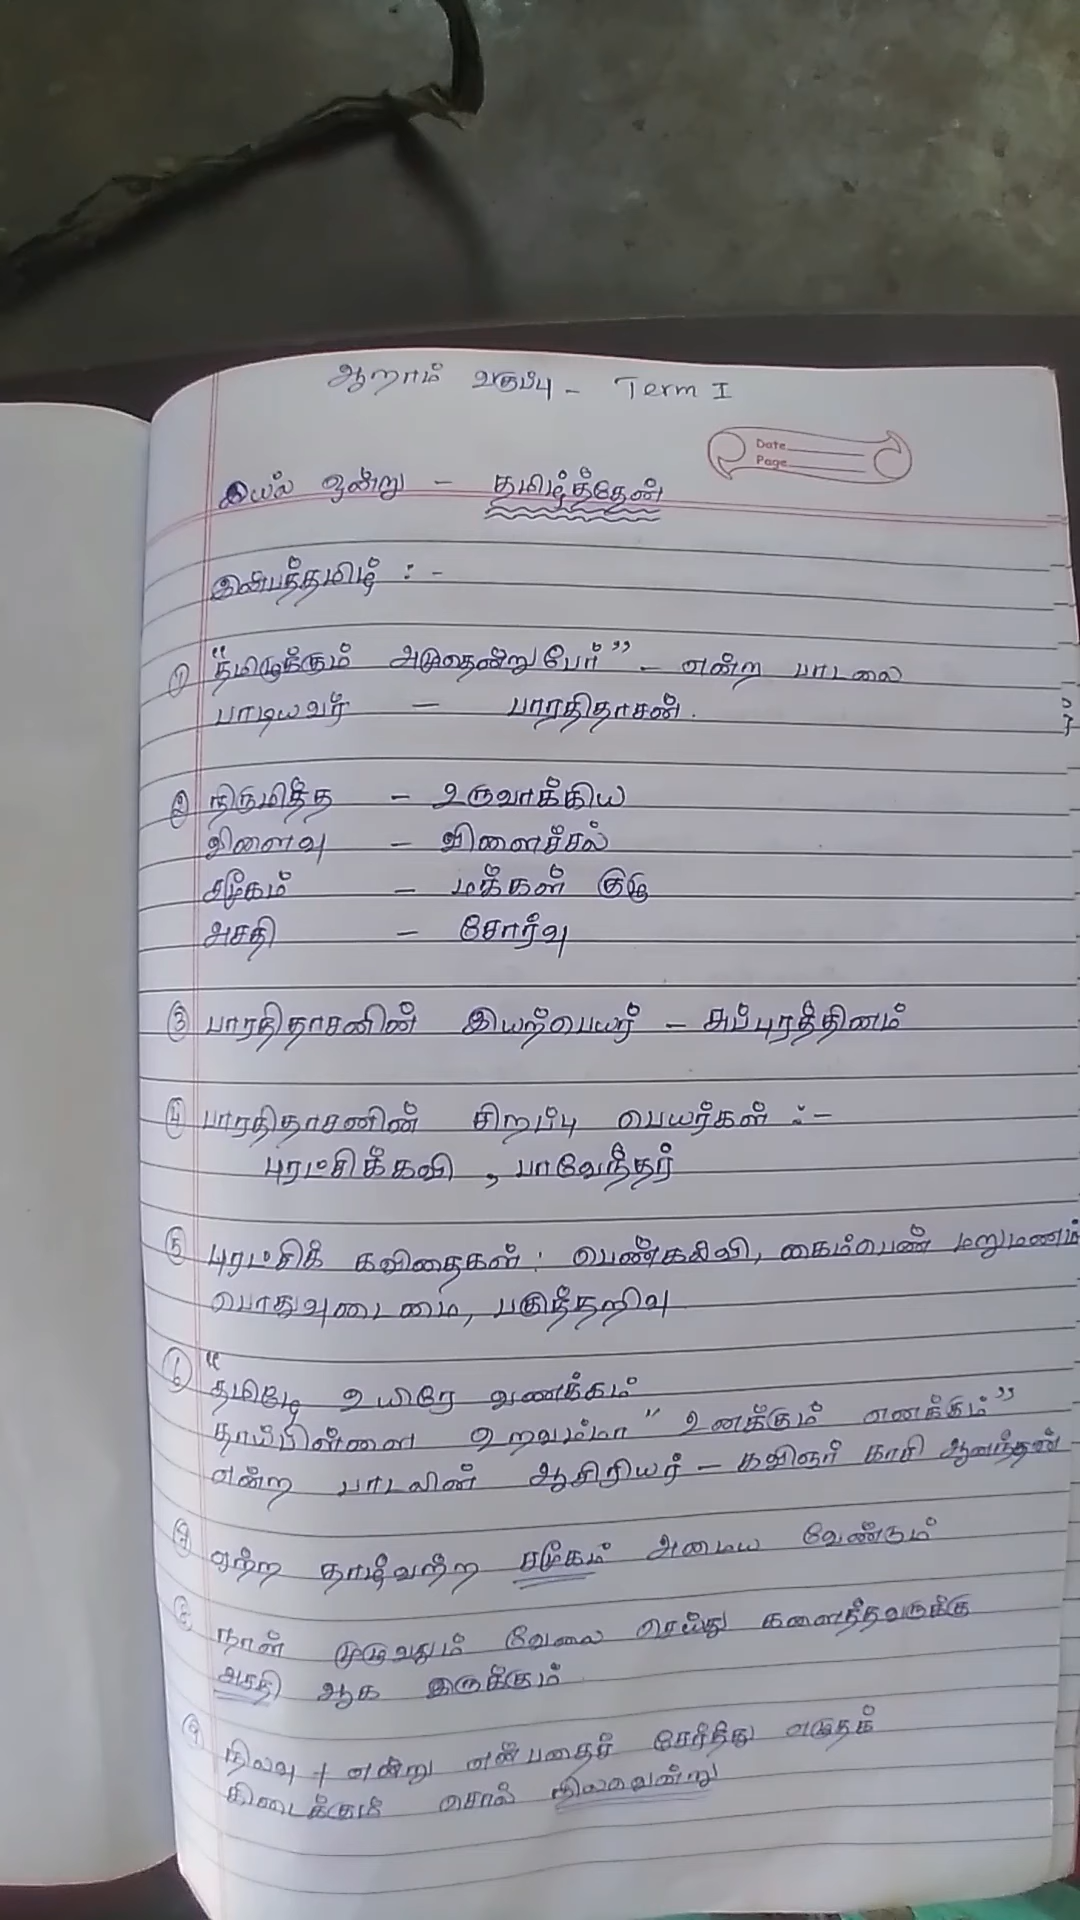 ஆறாம் வகுப்பு - Term I
Date
Page
இயல் ஒன்று - தமிழ்த்தேன்
இன்பத்தமிழ் :-
① "தமிழுக்கும் அமுதென்றுபேர்" - என்ற பாடலை
பாடியவர் - பாரதிதாசன்.
② நிருமித்த - உருவாக்கிய
விளைவு - விளைச்சல்
சமூகம் - மக்கள் குழு
அசதி - சோர்வு
③ பாரதிதாசனின் இயற்பெயர் - சுப்புரத்தினம்
④ பாரதிதாசனின் சிறப்பு பெயர்கள் :-
புரட்சிக்கவி , பாவேந்தர்
⑤ புரட்சிக் கவிதைகள் : பெண்கல்வி, கைம்பெண் மறுமணம்
பொதுவுடைமை, பகுத்தறிவு
⑥ "தமிழே உயிரே வணக்கம்
தாய்பிள்ளை உறவம்மா" உனக்கும் எனக்கும்"
என்ற பாடலின் ஆசிரியர் - கவிஞர் காசி ஆனந்தன்
⑦ ஏற்ற தாழ்வற்ற சமூகம் அமைய வேண்டும்
⑧ நாள் முழுவதும் வேலை செய்து களைத்தவருக்கு
அசதி ஆக இருக்கும்
⑨ நிலவு + என்று என்பதைச் சேர்த்து எழுதக்
கிடைக்கும் சொல் நிலவென்று